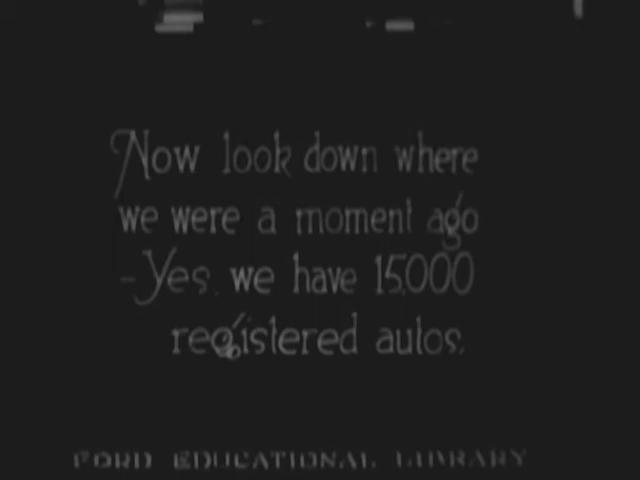 Now look down where
we were a moment ago
-Yes, we have 15,000
registered autos.
FORD EDUCATIONAL LIBRARY